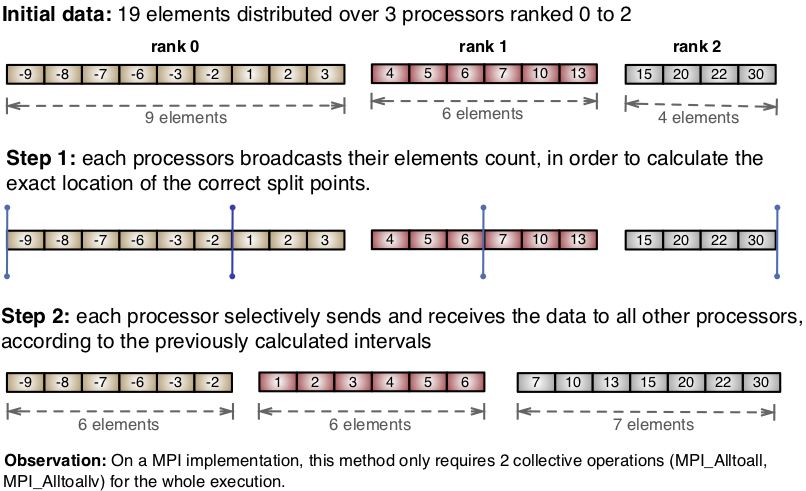 Initial data: 19 elements distributed over 3 processors ranked 0 to 2
rank 0 rank 1 rank 2
-9 -8 -7 -6 -3 -2 1 2 3 4 5 6 7 10 13 15 20 22 30
9 elements 6 elements 4 elements
Step 1: each processors broadcasts their elements count, in order to calculate the
exact location of the correct split points.
-9 -8 -7 -6 -3 -2 1 2 3 4 5 6 7 10 13 15 20 22 30
Step 2: each processor selectively sends and receives the data to all other processors,
according to the previously calculated intervals
-9 -8 -7 -6 -3 -2 1 2 3 4 5 6 7 10 13 15 20 22 30
6 elements 6 elements 7 elements
Observation: On a MPI implementation, this method only requires 2 collective operations (MPI_Alltoall,
MPI_Alltoallv) for the whole execution.